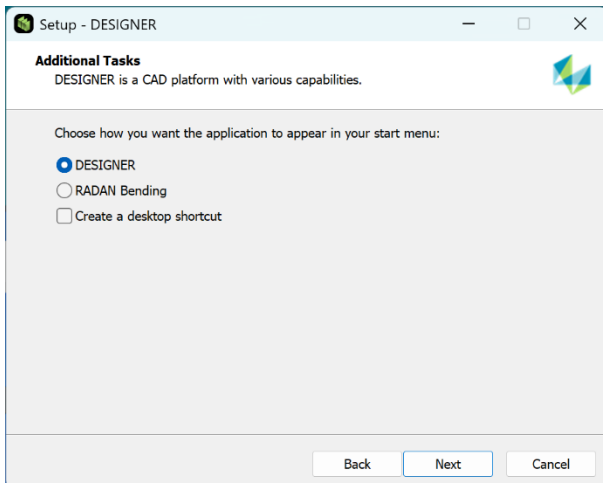 Setup - DESIGNER
Additional Tasks
DESIGNER is a CAD platform with various capabilities.
Choose how you want the application to appear in your start menu:
DESIGNER
RADAN Bending
Create a desktop shortcut
Back Next Cancel